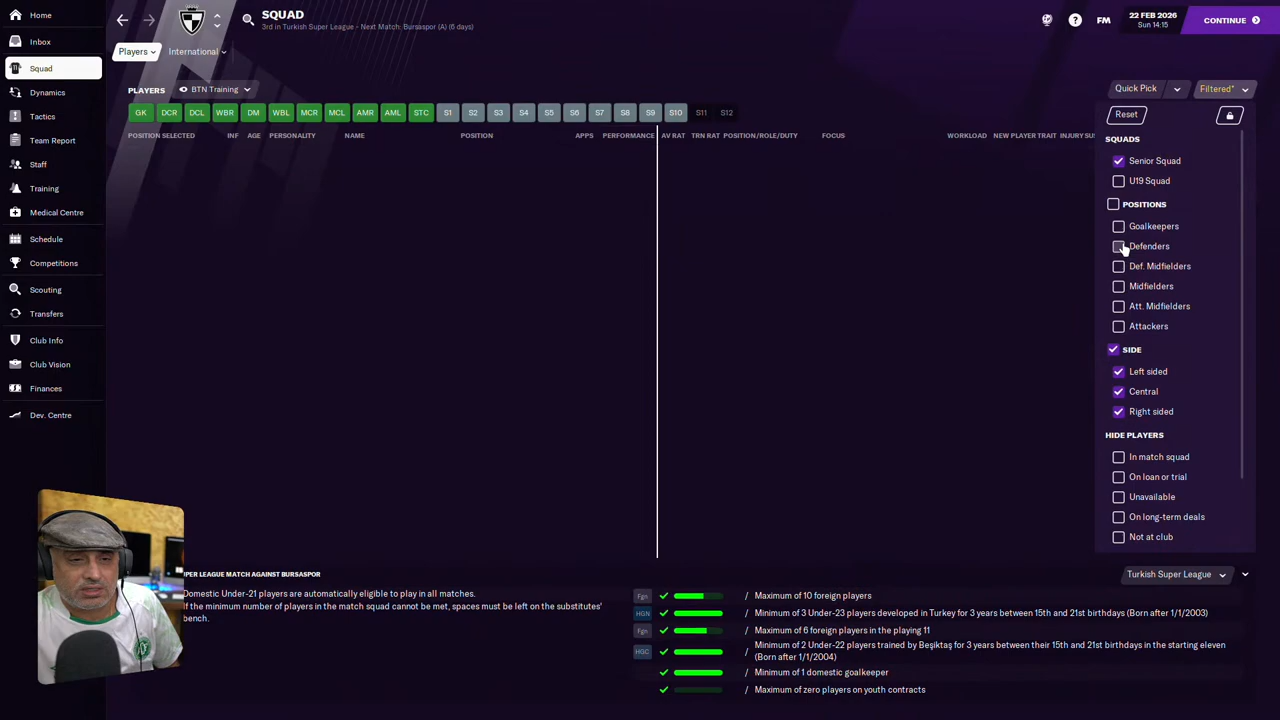 Home
Inbox
Squad
Dynamics
Tactics
Team Report
Staff
Training
Medical Centre
Schedule
Competitions
Scouting
Transfers
Club Info
Club Vision
Finances
Dev. Centre
SQUAD
3rd in Turkish Super League - Next Match: Bursaspor (A) (6 days)
? FM
22 FEB 2026
Sun 14:15
CONTINUE
Players
International
PLAYERS
BTN Training
Quick Pick
Filtered*
GK DCR DCL WBR DM WBL MCR MCL AMR AML STC S1 S2 S3 S4 S5 S6 S7 S8 S9 S10 S11 S12
POSITION SELECTED INF AGE PERSONALITY NAME POSITION APPS PERFORMANCE AV RAT TRN RAT POSITION/ROLE/DUTY FOCUS WORKLOAD NEW PLAYER TRAIT INJURY SUS
Reset
SQUADS
Senior Squad
U19 Squad
POSITIONS
Goalkeepers
Defenders
Def. Midfielders
Midfielders
Att. Midfielders
Attackers
SIDE
Left sided
Central
Right sided
HIDE PLAYERS
In match squad
On loan or trial
Unavailable
On long-term deals
Not at club
UPER LEAGUE MATCH AGAINST BURSASPOR
Domestic Under-21 players are automatically eligible to play in all matches.
If the minimum number of players in the match squad cannot be met, spaces must be left on the substitutes'
bench.
Turkish Super League
Fgn / Maximum of 10 foreign players
HGN / Minimum of 3 Under-23 players developed in Turkey for 3 years between 15th and 21st birthdays (Born after 1/1/2003)
Fgn / Maximum of 6 foreign players in the playing 11
HGC / Minimum of 2 Under-22 players trained by Beşiktaş for 3 years between their 15th and 21st birthdays in the starting eleven
(Born after 1/1/2004)
/ Minimum of 1 domestic goalkeeper
/ Maximum of zero players on youth contracts